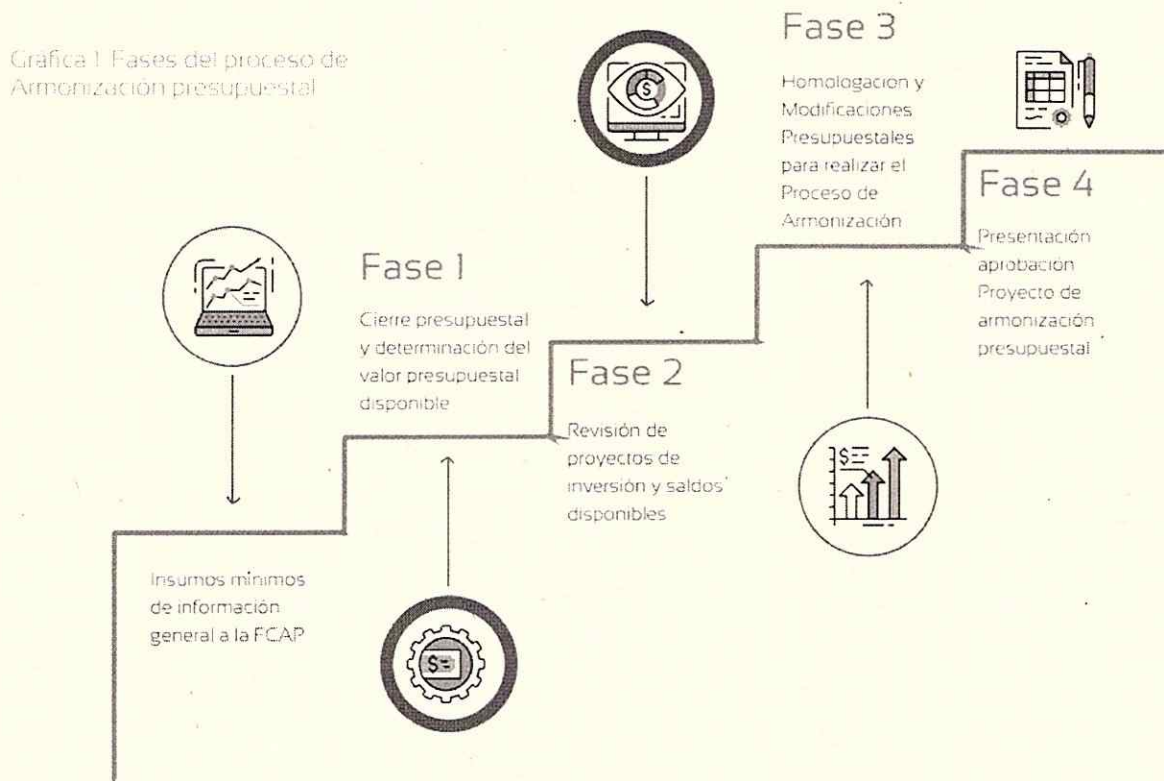 Gráfica 1 Fases del proceso de
Armonización presupuestal
Insumos mínimos
de información
general a la FCAP
Fase 1
Cierre presupuestal
y determinación del
valor presupuestal
disponible
Fase 2
Revisión de
proyectos de
inversión y saldos
disponibles
Fase 3
Homologacion y
Modificaciones
Presupuestales
para realizar el
Proceso de
Armonización
Fase 4
Presentación
aprobación
Proyecto de
armonización
presupuestal
$
$=
$=